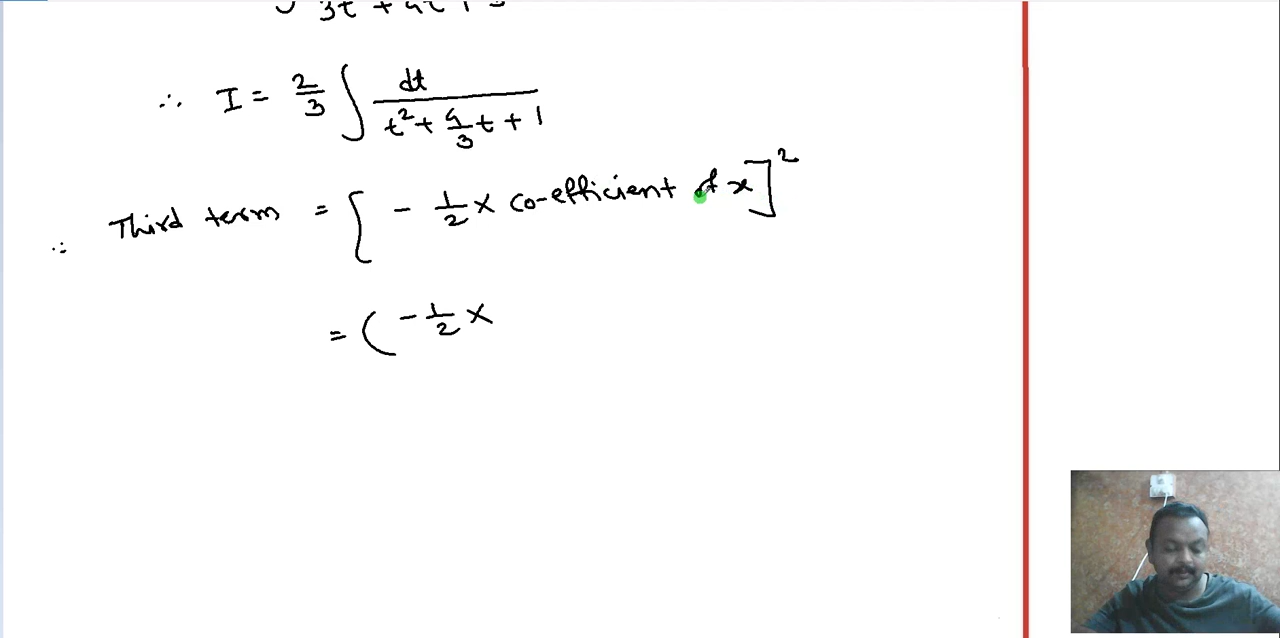 ∴ I = 2/3 ∫ dt / (t² + 4/3 t + 1)
∴ Third term = [ - 1/2 × co-efficient of x ]²
= ( - 1/2 ×